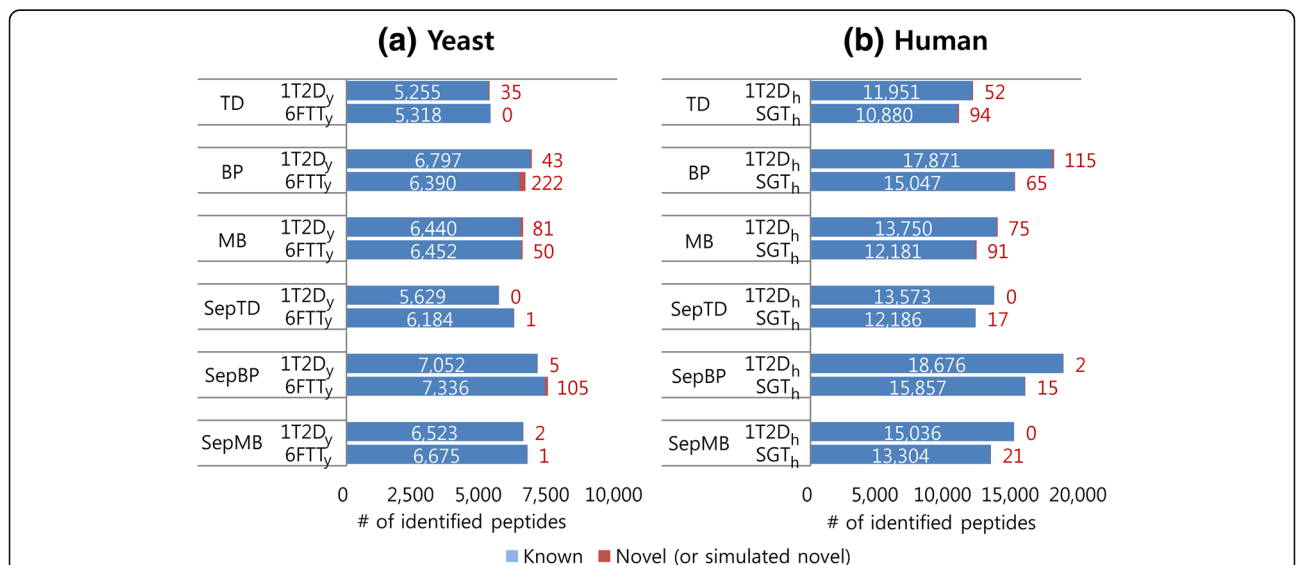 (a) Yeast
TD
1T2Dy 5,255 35
6FTTy 5,318 0
BP
1T2Dy 6,797 43
6FTTy 6,390 222
MB
1T2Dy 6,440 81
6FTTy 6,452 50
SepTD
1T2Dy 5,629 0
6FTTy 6,184 1
SepBP
1T2Dy 7,052 5
6FTTy 7,336 105
SepMB
1T2Dy 6,523 2
6FTTy 6,675 1
0 2,500 5,000 7,500 10,000
# of identified peptides
(b) Human
TD
1T2Dh 11,951 52
SGTh 10,880 94
BP
1T2Dh 17,871 115
SGTh 15,047 65
MB
1T2Dh 13,750 75
SGTh 12,181 91
SepTD
1T2Dh 13,573 0
SGTh 12,186 17
SepBP
1T2Dh 18,676 2
SGTh 15,857 15
SepMB
1T2Dh 15,036 0
SGTh 13,304 21
0 5,000 10,000 15,000 20,000
# of identified peptides
Known Novel (or simulated novel)